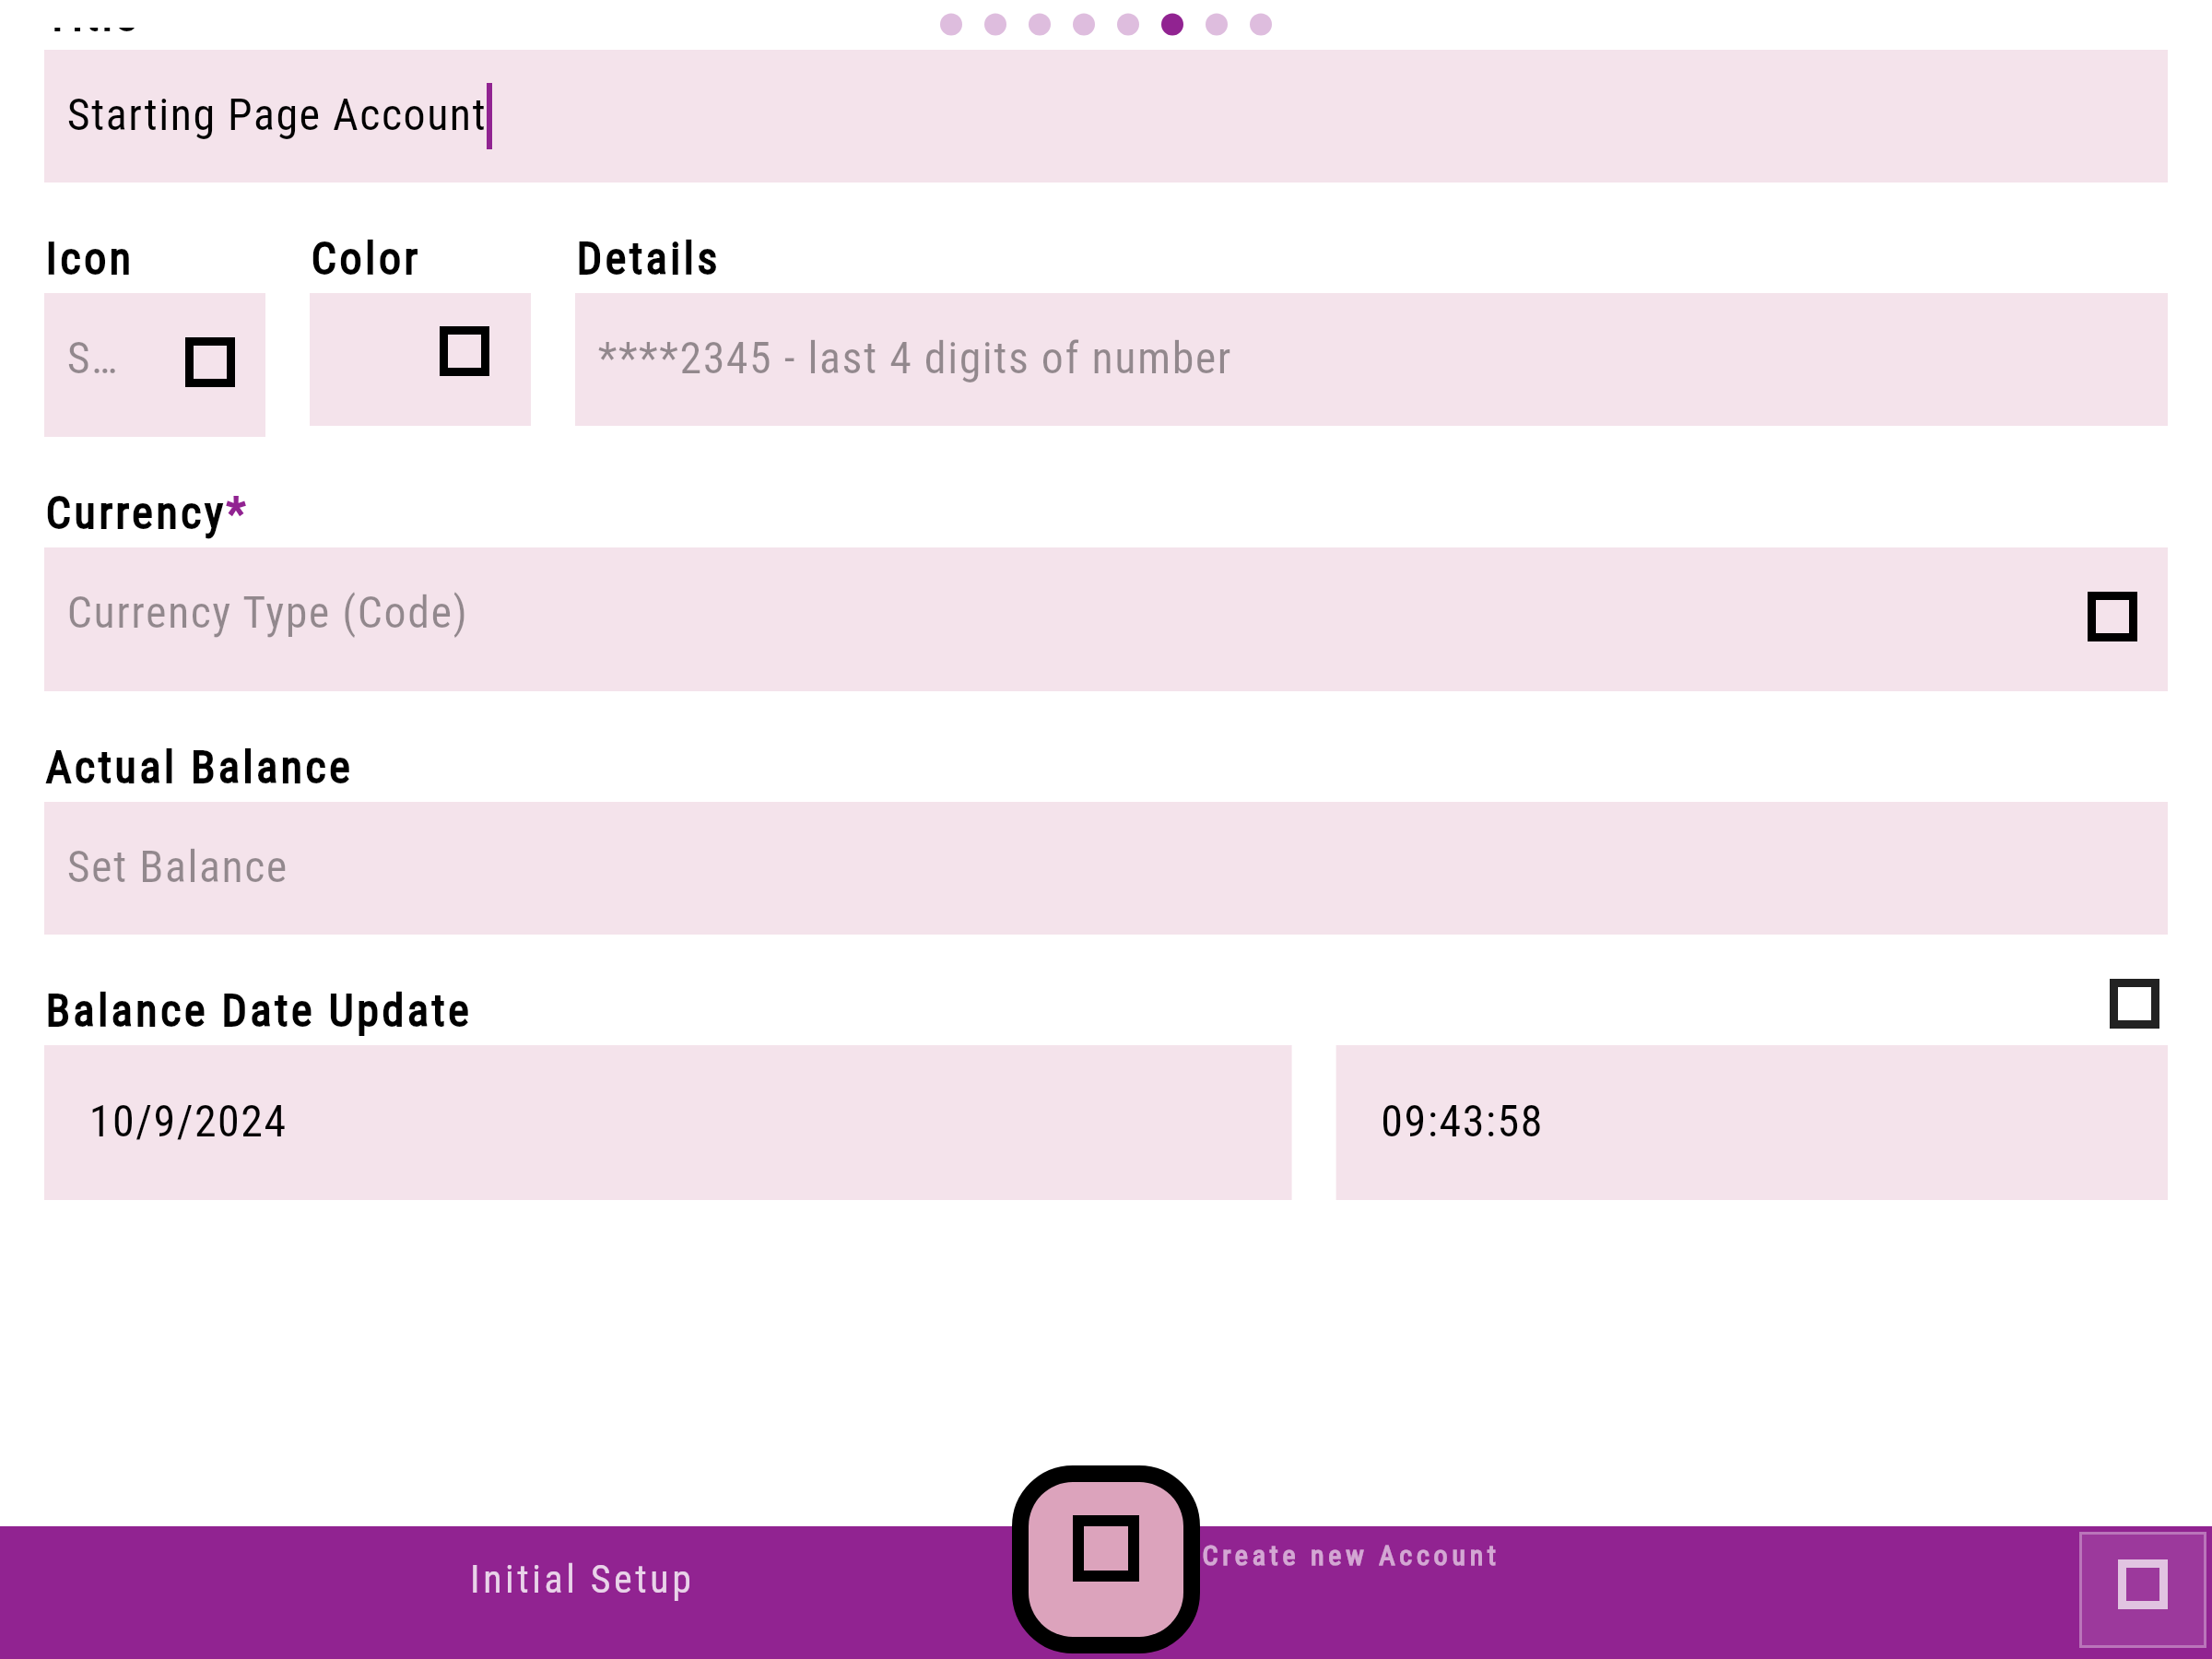 Starting Page Account
Icon Color Details
S… ****2345 - last 4 digits of number
Currency*
Currency Type (Code)
Actual Balance
Set Balance
Balance Date Update
10/9/2024 09:43:58
Initial Setup Create new Account